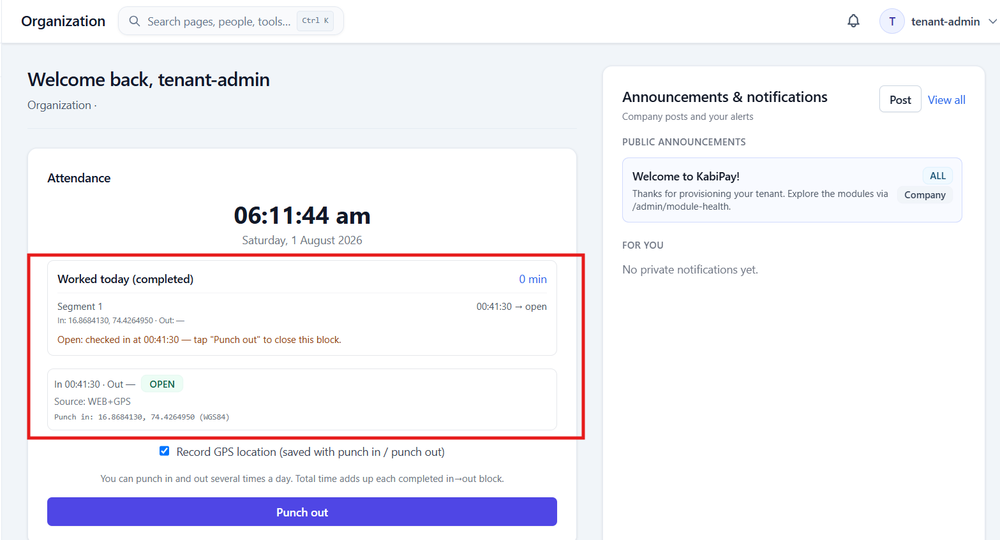 Organization
Search pages, people, tools...
Ctrl K
T
tenant-admin
Welcome back, tenant-admin
Organization ·
Attendance
06:11:44 am
Saturday, 1 August 2026
Worked today (completed)
0 min
Segment 1
00:41:30 → open
In: 16.8684130, 74.4264950 · Out: —
Open: checked in at 00:41:30 — tap "Punch out" to close this block.
In 00:41:30 · Out —
OPEN
Source: WEB+GPS
Punch in: 16.8684130, 74.4264950 (WGS84)
Record GPS location (saved with punch in / punch out)
You can punch in and out several times a day. Total time adds up each completed in→out block.
Punch out
Announcements & notifications
Post
View all
Company posts and your alerts
PUBLIC ANNOUNCEMENTS
Welcome to KabiPay!
ALL
Thanks for provisioning your tenant. Explore the modules via
/admin/module-health.
Company
FOR YOU
No private notifications yet.